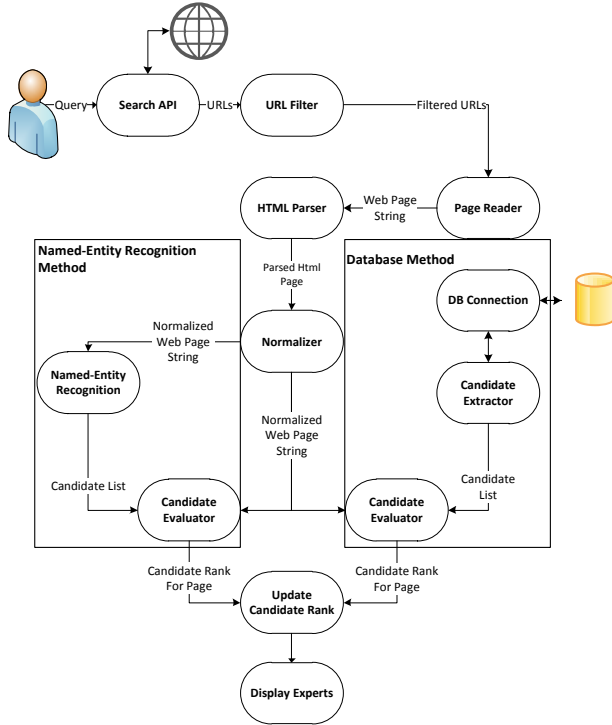 Query
Search API
URLs
URL Filter
Filtered URLs
HTML Parser
Web Page
String
Page Reader
Named-Entity Recognition
Method
Parsed Html
Page
Database Method
DB Connection
Normalized
Web Page
String
Normalizer
Named-Entity
Recognition
Candidate
Extractor
Normalized
Web Page
String
Candidate List
Candidate
List
Candidate
Evaluator
Candidate
Evaluator
Candidate Rank
For Page
Candidate Rank
For Page
Update
Candidate Rank
Display Experts